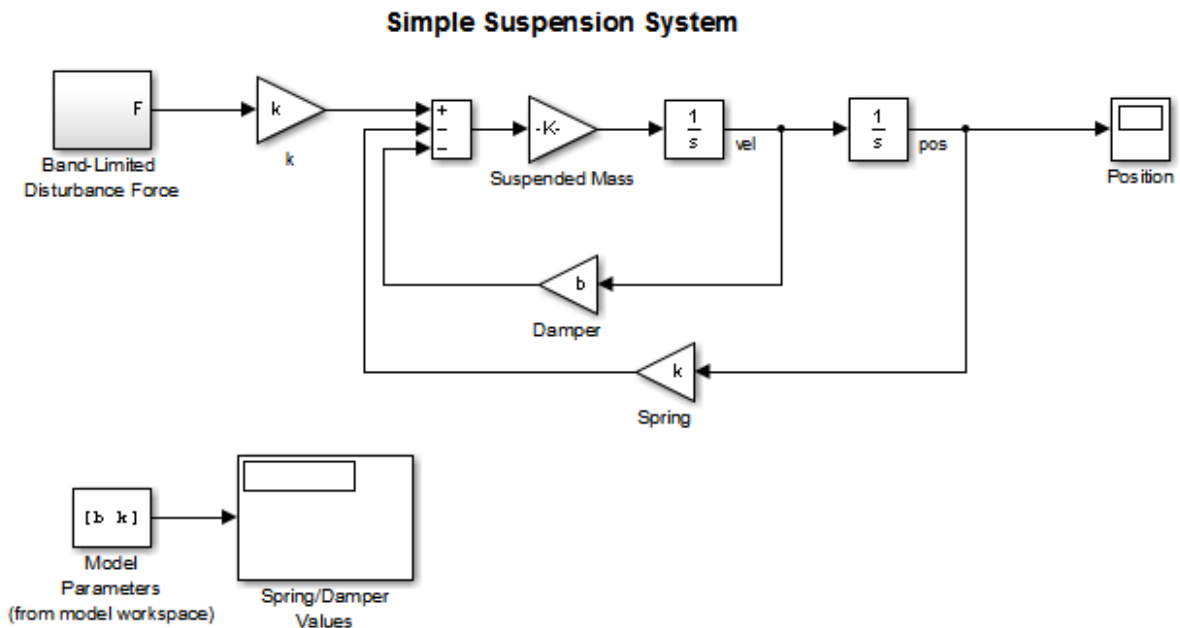 Simple Suspension System
F
Band-Limited
Disturbance Force
k
k
+
−
−
-K-
Suspended Mass
1
s
vel
1
s
pos
Position
b
Damper
k
Spring
[b k]
Model
Parameters
(from model workspace)
Spring/Damper
Values